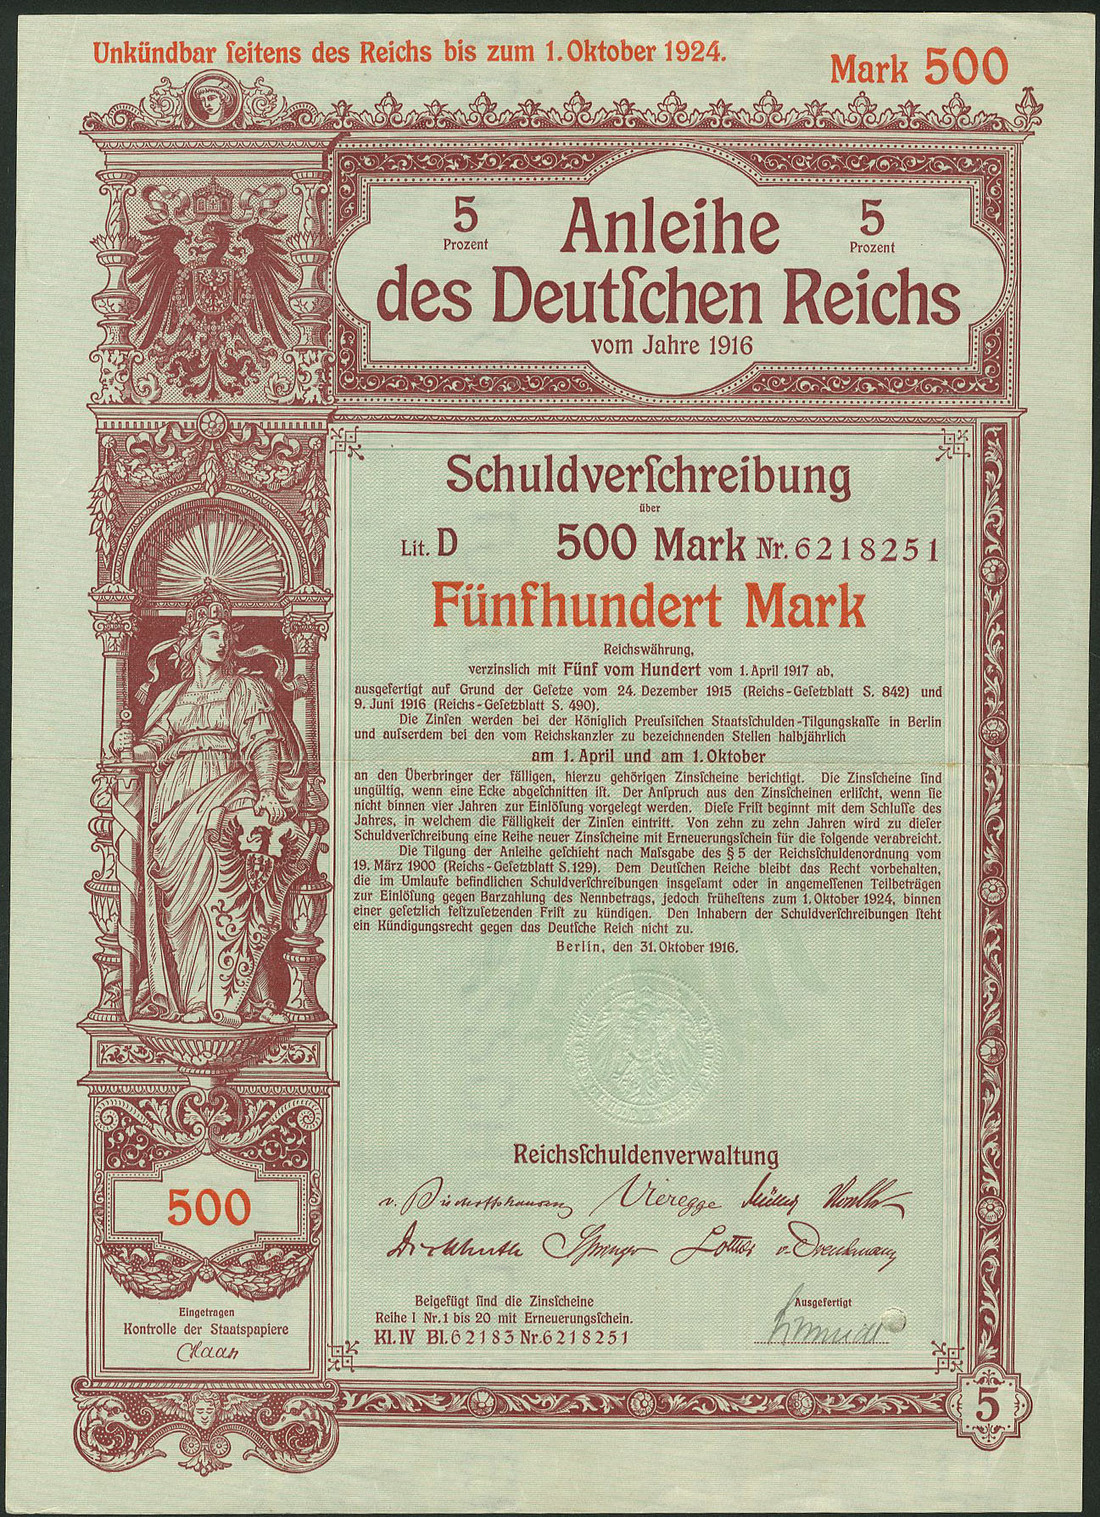 Unkündbar ſeitens des Reichs bis zum 1. Oktober 1924.
Mark 500
5 Prozent
Anleihe
5 Prozent
des Deutſchen Reichs
vom Jahre 1916
Schuldverſchreibung
über
Lit. D 500 Mark Nr. 6218251
Fünfhundert Mark
Reichswährung,
verzinslich mit Fünf vom Hundert vom 1. April 1917 ab,
ausgefertigt auf Grund der Geſetze vom 24. Dezember 1915 (Reichs-Geſetzblatt S. 842) und
9. Juni 1916 (Reichs-Geſetzblatt S. 490).
Die Zinſen werden bei der Königlich Preuſsiſchen Staatsſchulden-Tilgungskaſſe in Berlin
und auſserdem bei den vom Reichskanzler zu bezeichnenden Stellen halbjährlich
am 1. April und am 1. Oktober
an den Überbringer der fälligen, hierzu gehörigen Zinsſcheine berichtigt. Die Zinsſcheine ſind
ungültig, wenn eine Ecke abgeſchnitten iſt. Der Anſpruch aus den Zinsſcheinen erliſcht, wenn ſie
nicht binnen vier Jahren zur Einlöſung vorgelegt werden. Dieſe Friſt beginnt mit dem Schluſſe des
Jahres, in welchem die Fälligkeit der Zinſen eintritt. Von zehn zu zehn Jahren wird zu dieſer
Schuldverſchreibung eine Reihe neuer Zinsſcheine mit Erneuerungsſchein für die folgende verabreicht.
Die Tilgung der Anleihe geſchieht nach Maſsgabe des § 5 der Reichsſchuldenordnung vom
19. März 1900 (Reichs-Geſetzblatt S. 129). Dem Deutſchen Reiche bleibt das Recht vorbehalten,
die im Umlaufe befindlichen Schuldverſchreibungen insgeſamt oder in angemeſſenen Teilbeträgen
zur Einlöſung gegen Barzahlung des Nennbetrags, jedoch früheſtens zum 1. Oktober 1924, binnen
einer geſetzlich feſtzuſetzenden Friſt zu kündigen. Den Inhabern der Schuldverſchreibungen ſteht
ein Kündigungsrecht gegen das Deutſche Reich nicht zu.
Berlin, den 31. Oktober 1916.
Reichsſchuldenverwaltung
v. Biſchoffshauſen Vieregge Müller
Dickhuth Springer v. Drenkmann
500
Eingetragen
Kontrolle der Staatspapiere
Beigefügt ſind die Zinsſcheine
Reihe I Nr. 1 bis 20 mit Erneuerungsſchein.
Kl. IV Bl. 62183 Nr. 6218251
Ausgefertigt
5